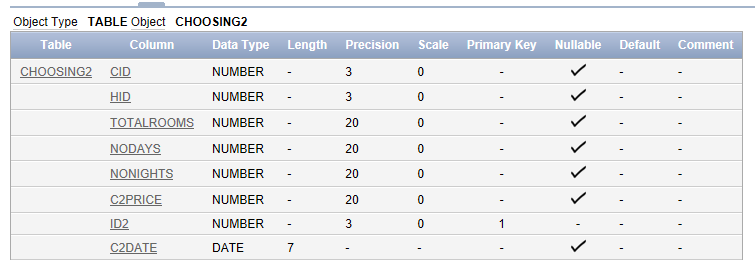 Object Type TABLE Object CHOOSING2
Table Column Data Type Length Precision Scale Primary Key Nullable Default Comment
CHOOSING2 CID NUMBER - 3 0 - ✓ - -
HID NUMBER - 3 0 - ✓ - -
TOTALROOMS NUMBER - 20 0 - ✓ - -
NODAYS NUMBER - 20 0 - ✓ - -
NONIGHTS NUMBER - 20 0 - ✓ - -
C2PRICE NUMBER - 20 0 - ✓ - -
ID2 NUMBER - 3 0 1 - - -
C2DATE DATE 7 - - - ✓ - -